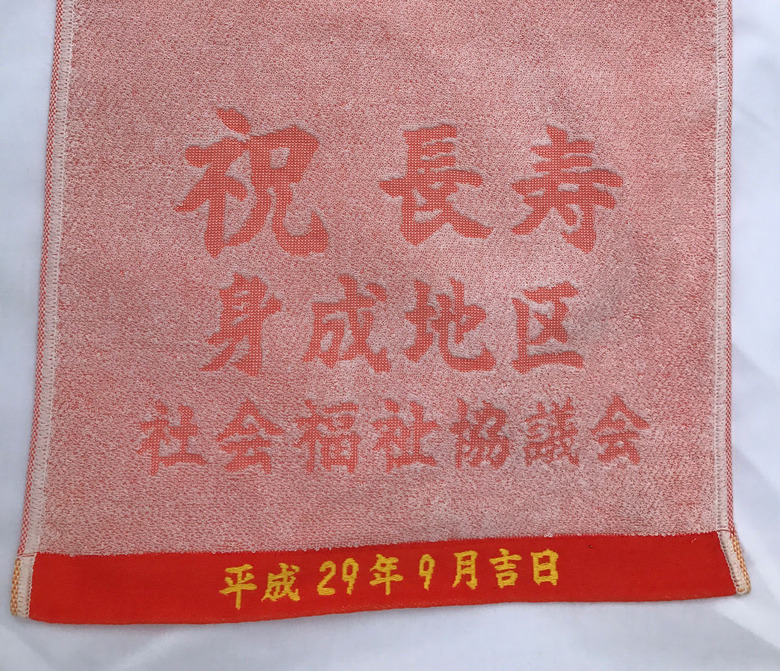 祝 長寿
身成地区
社会福祉協議会
平成29年9月吉日